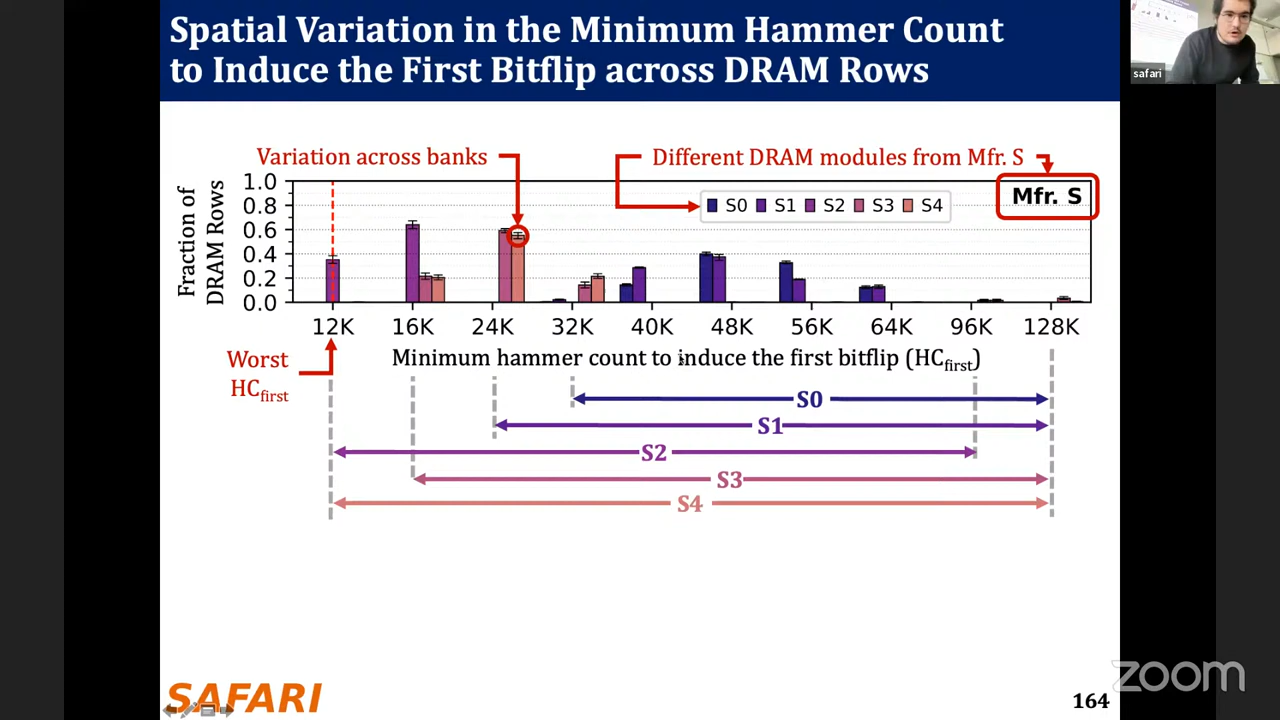 Spatial Variation in the Minimum Hammer Count
to Induce the First Bitflip across DRAM Rows
safari
Variation across banks
Different DRAM modules from Mfr. S
Fraction of
DRAM Rows
1.0
0.8
0.6
0.4
0.2
0.0
S0 S1 S2 S3 S4
Mfr. S
12K 16K 24K 32K 40K 48K 56K 64K 96K 128K
Worst
HCfirst
Minimum hammer count to induce the first bitflip (HCfirst)
S0
S1
S2
S3
S4
SAFARI
164
zoom